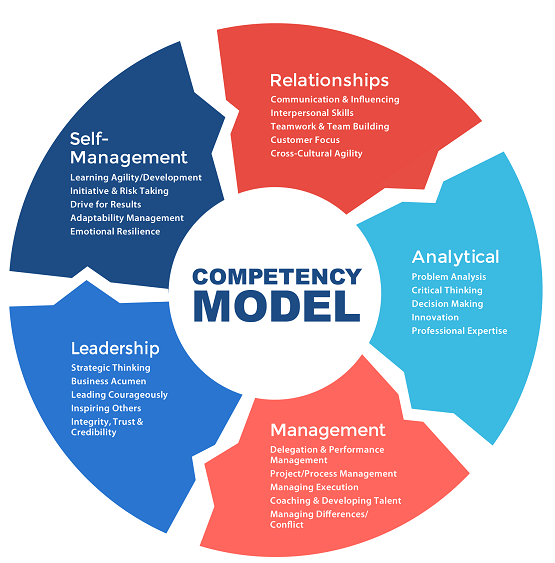 Relationships
Communication & Influencing
Interpersonal Skills
Teamwork & Team Building
Customer Focus
Cross-Cultural Agility
Analytical
Problem Analysis
Critical Thinking
Decision Making
Innovation
Professional Expertise
Management
Delegation & Performance
Management
Project/Process Management
Managing Execution
Coaching & Developing Talent
Managing Differences/
Conflict
Leadership
Strategic Thinking
Business Acumen
Leading Courageously
Inspiring Others
Integrity, Trust &
Credibility
Self-
Management
Learning Agility/Development
Initiative & Risk Taking
Drive for Results
Adaptability Management
Emotional Resilience
COMPETENCY
MODEL